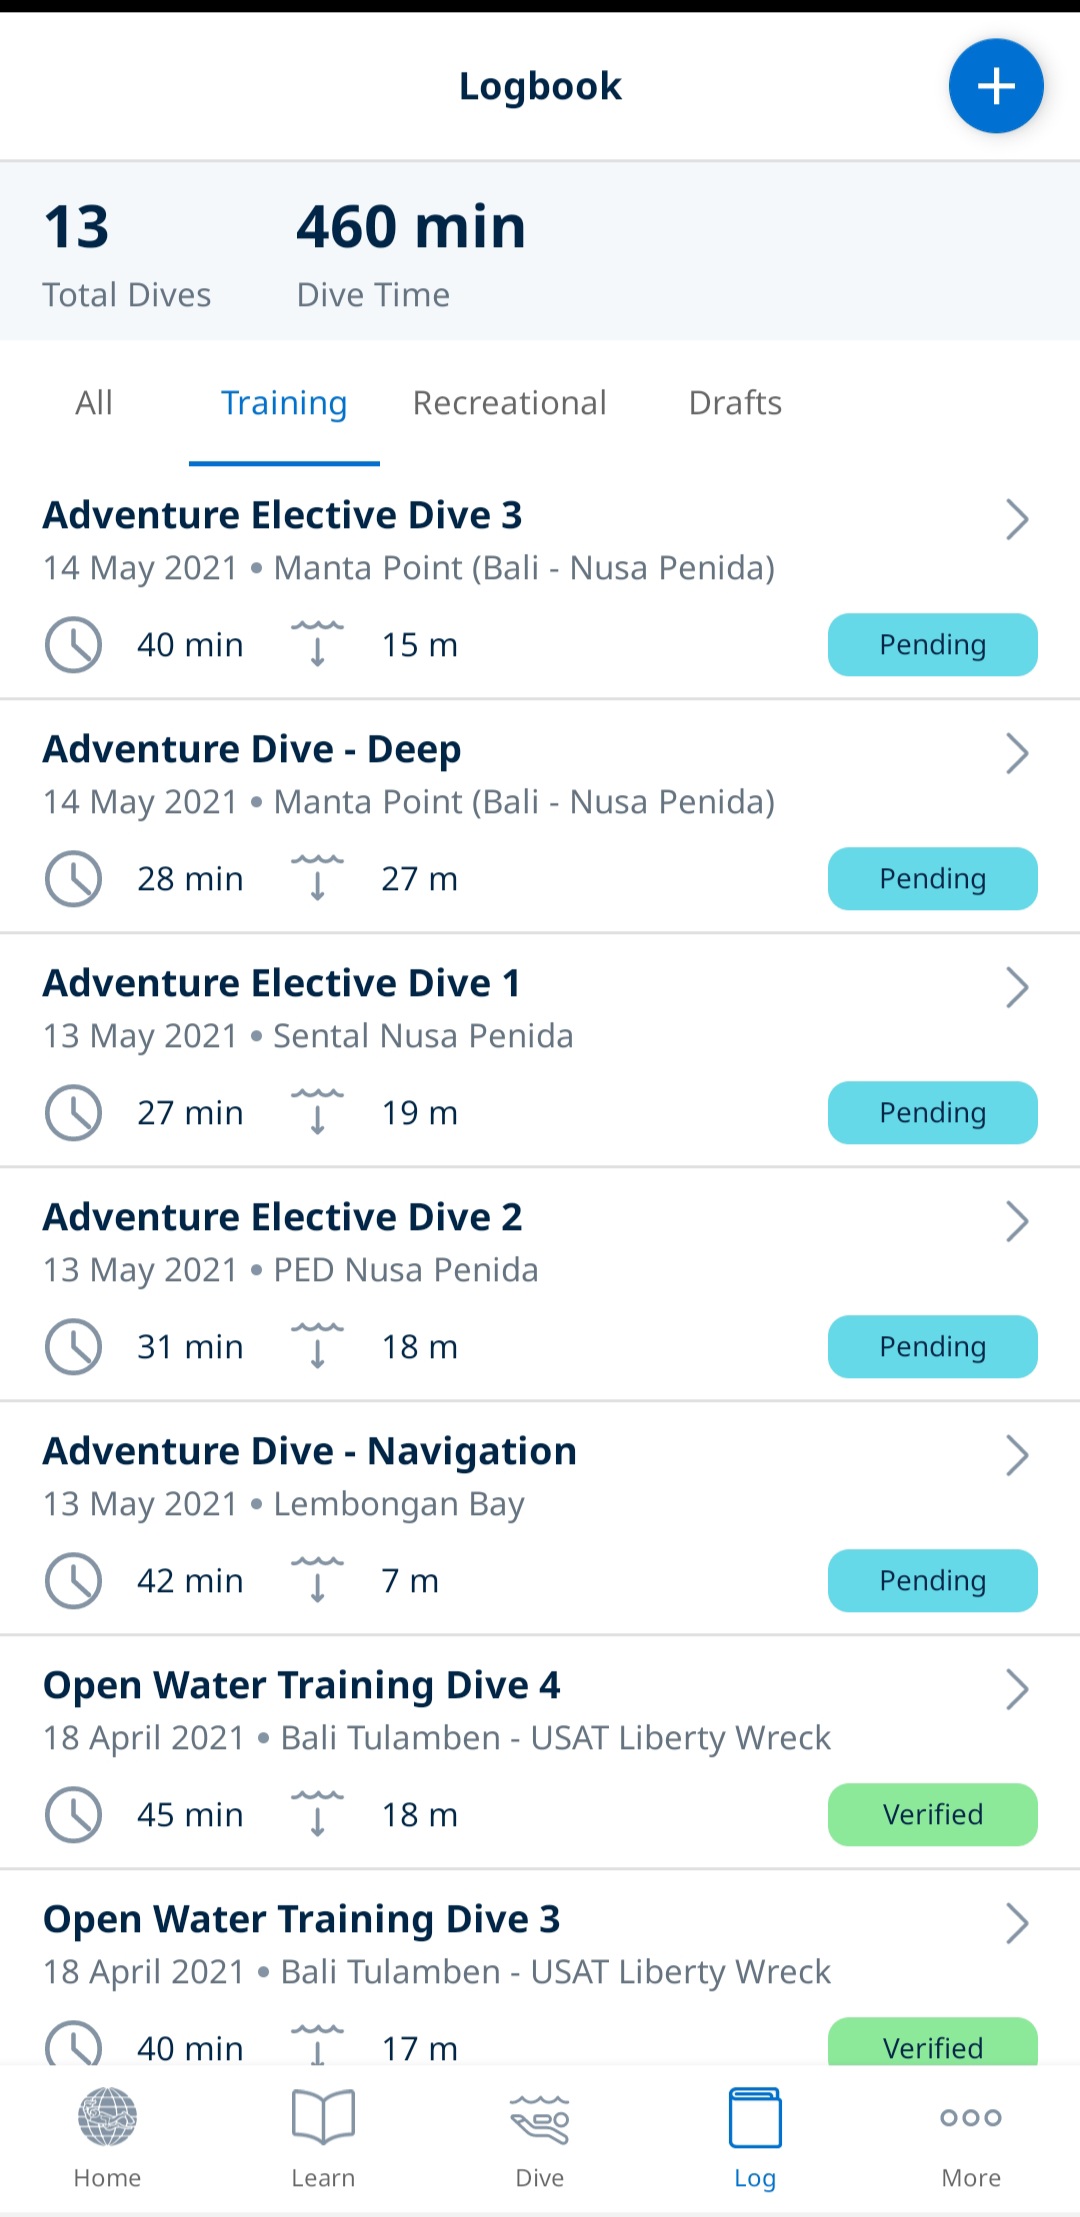 Logbook
13
460 min
Total Dives
Dive Time
All
Training
Recreational
Drafts
Adventure Elective Dive 3
14 May 2021 • Manta Point (Bali - Nusa Penida)
40 min
15 m
Pending
Adventure Dive - Deep
14 May 2021 • Manta Point (Bali - Nusa Penida)
28 min
27 m
Pending
Adventure Elective Dive 1
13 May 2021 • Sental Nusa Penida
27 min
19 m
Pending
Adventure Elective Dive 2
13 May 2021 • PED Nusa Penida
31 min
18 m
Pending
Adventure Dive - Navigation
13 May 2021 • Lembongan Bay
42 min
7 m
Pending
Open Water Training Dive 4
18 April 2021 • Bali Tulamben - USAT Liberty Wreck
45 min
18 m
Verified
Open Water Training Dive 3
18 April 2021 • Bali Tulamben - USAT Liberty Wreck
40 min
17 m
Verified
Home
Learn
Dive
Log
More